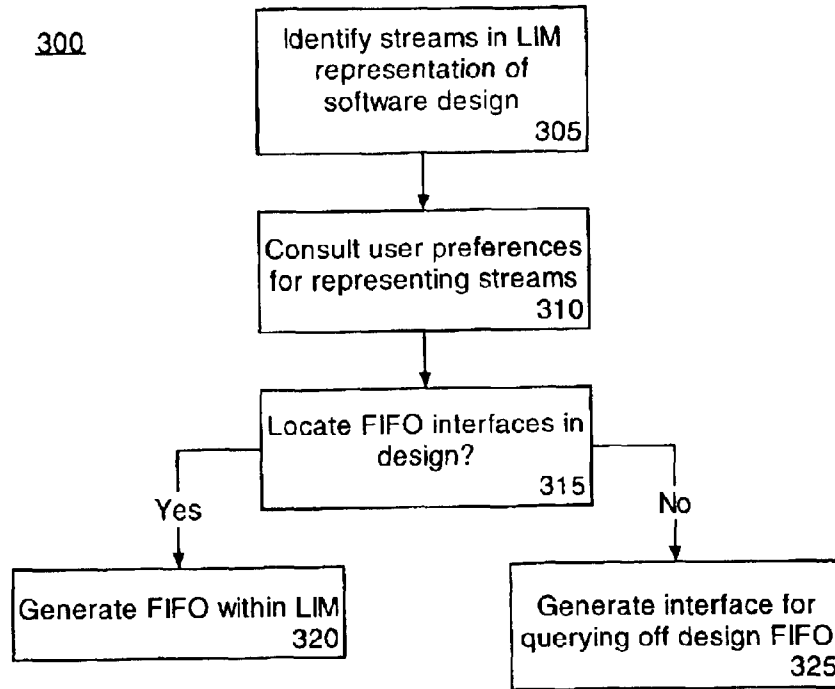 300
Identify streams in LIM
representation of
software design
305
Consult user preferences
for representing streams
310
Locate FIFO interfaces in
design?
315
Yes
No
Generate FIFO within LIM
320
Generate interface for
querying off design FIFO
325